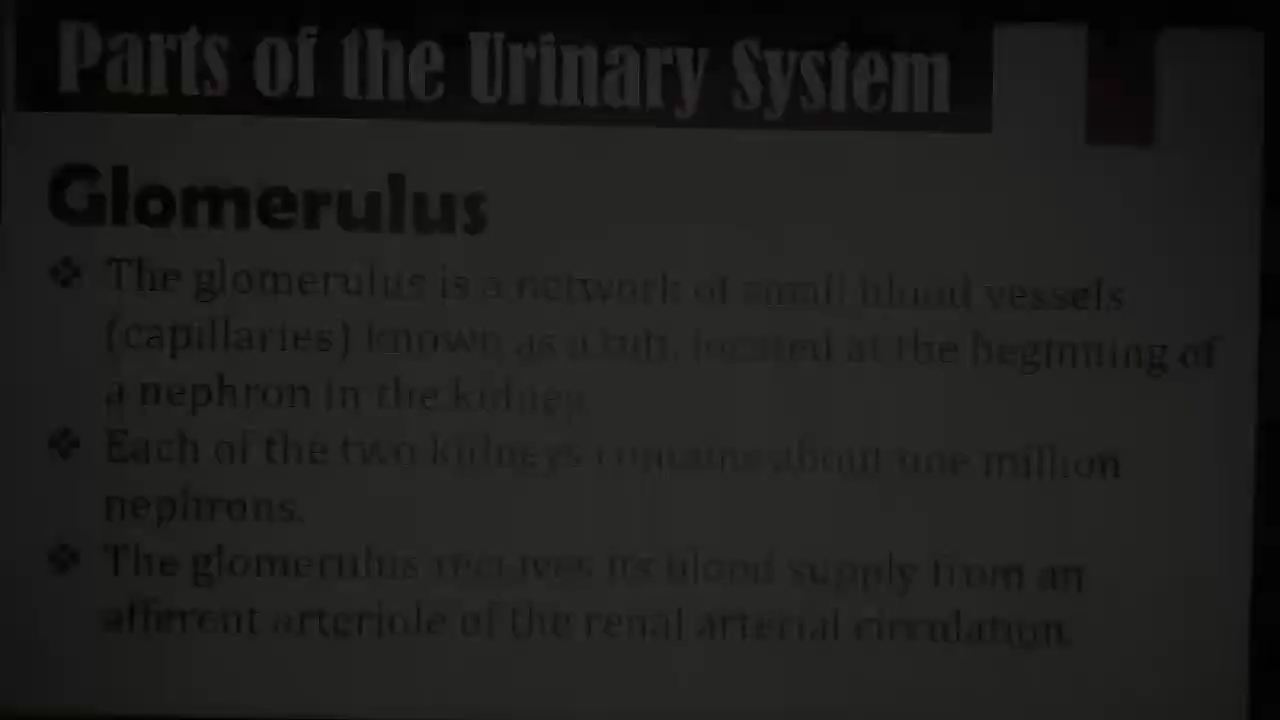 Parts of the Urinary System
Glomerulus
❖ The glomerulus is a network of small blood vessels
(capillaries) known as a tuft, located at the beginning of
a nephron in the kidney.
❖ Each of the two kidneys contains about one million
nephrons.
❖ The glomerulus receives its blood supply from an
afferent arteriole of the renal arterial circulation.